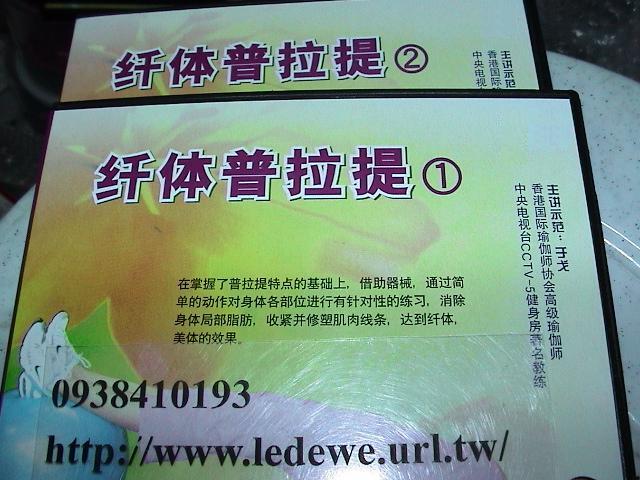 纤体普拉提②
主讲示范
香港国际
中央电视
纤体普拉提①
主讲示范：于戈
香港国际瑜伽师协会高级瑜伽师
中央电视台CCTV-5健身房著名教练
在掌握了普拉提特点的基础上，借助器械，通过简
单的动作对身体各部位进行有针对性的练习，消除
身体局部脂肪，收紧并修塑肌肉线条，达到纤体，
美体的效果。
0938410193
http://www.ledewe.url.tw/